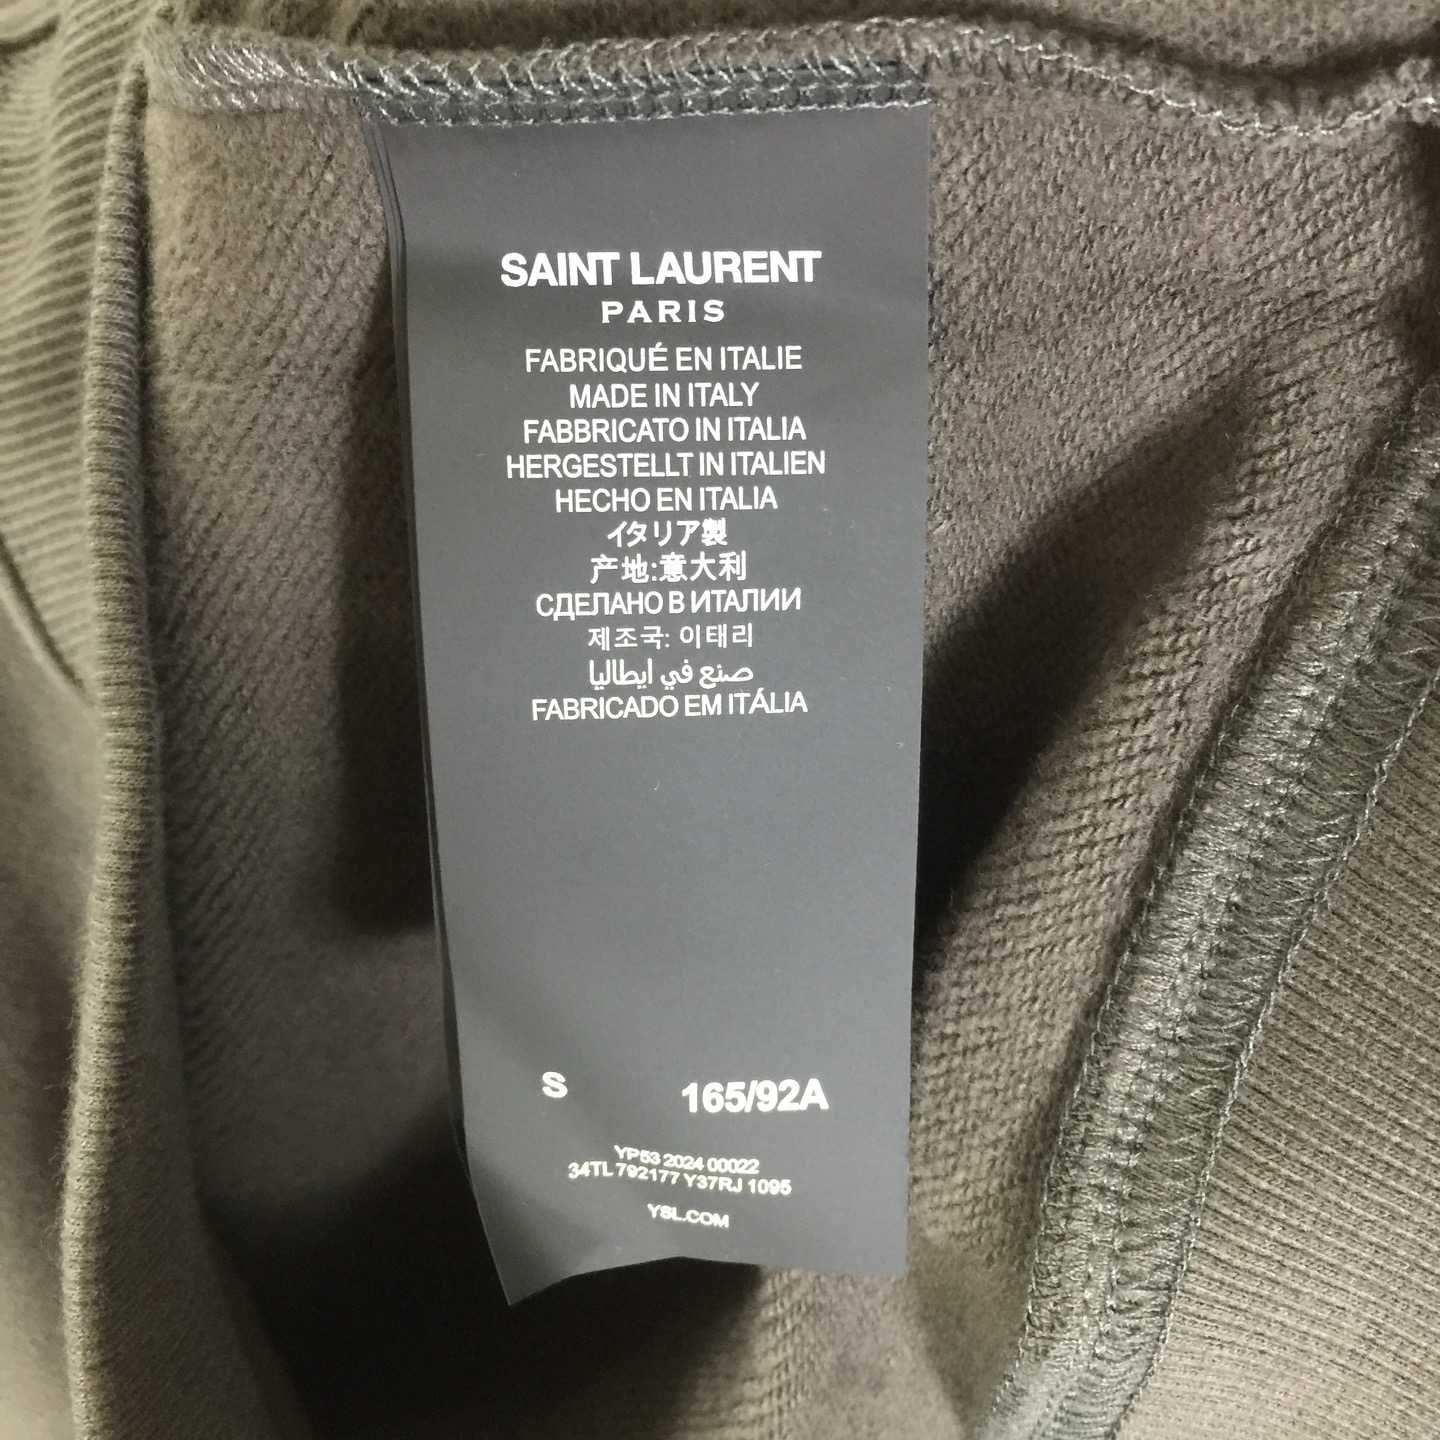 SAINT LAURENT
PARIS
FABRIQUÉ EN ITALIE
MADE IN ITALY
FABBRICATO IN ITALIA
HERGESTELLT IN ITALIEN
HECHO EN ITALIA
イタリア製
产地:意大利
СДЕЛАНО В ИТАЛИИ
제조국: 이태리
صنع في ايطاليا
FABRICADO EM ITÁLIA
S 165/92A
YP53 2024 00022
34TL 792177 Y37RJ 1095
YSL.COM